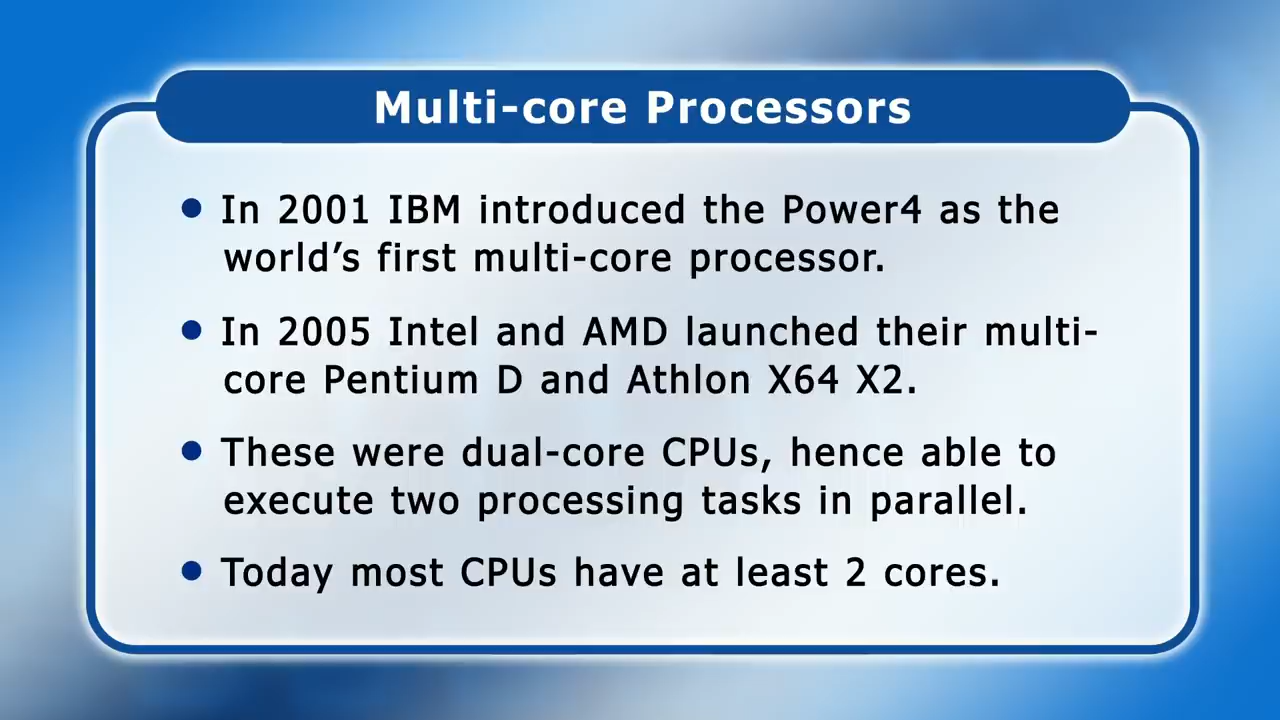 Multi-core Processors
• In 2001 IBM introduced the Power4 as the
world’s first multi-core processor.
• In 2005 Intel and AMD launched their multi-
core Pentium D and Athlon X64 X2.
• These were dual-core CPUs, hence able to
execute two processing tasks in parallel.
• Today most CPUs have at least 2 cores.